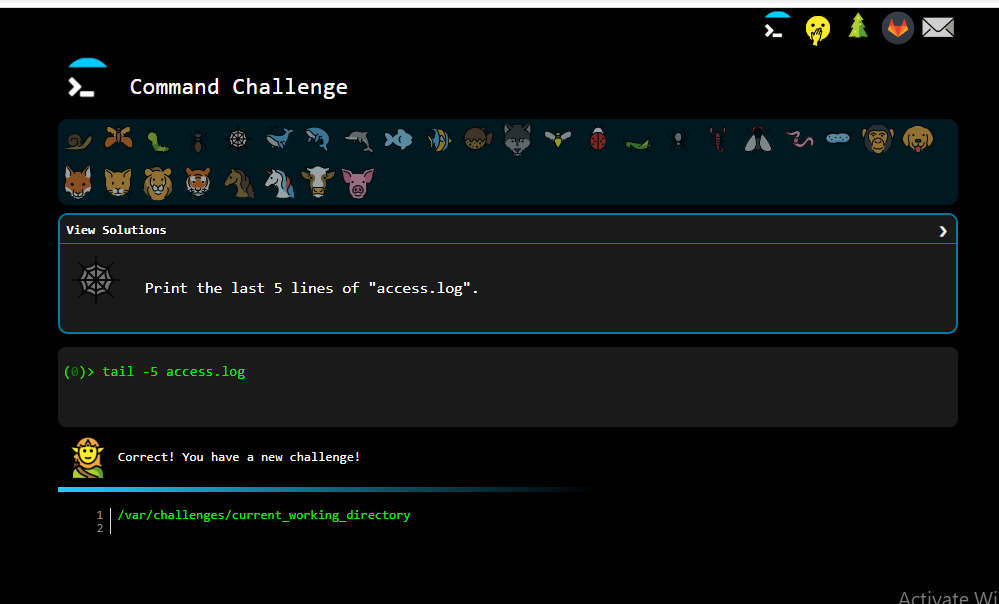 Command Challenge
View Solutions
Print the last 5 lines of "access.log".
(0)> tail -5 access.log
Correct! You have a new challenge!
1 /var/challenges/current_working_directory
2
Activate Wi